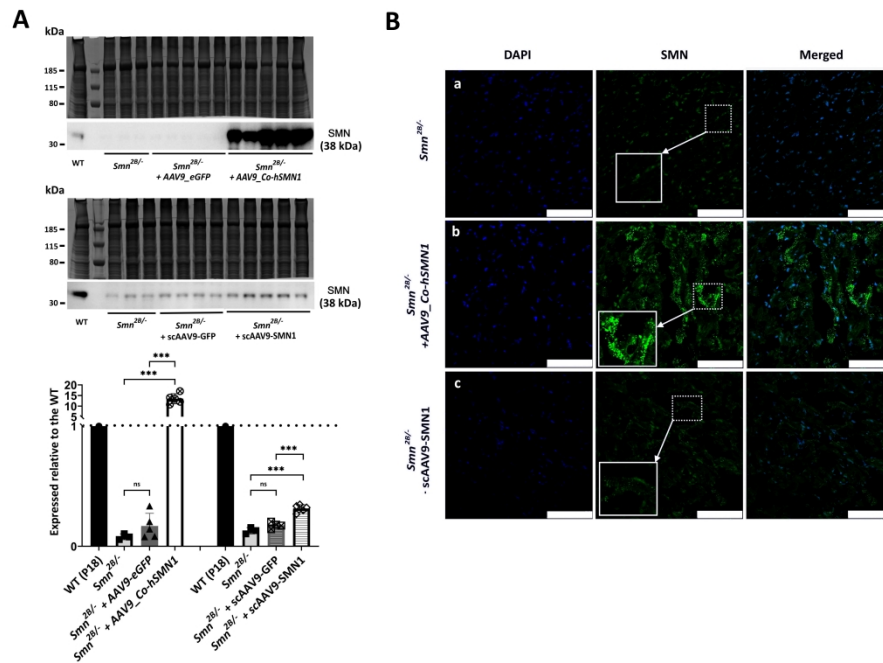 A
kDa
185
115
80
30
SMN
(38 kDa)
WT
Smn2B/-
Smn2B/-
+ AAV9_eGFP
Smn2B/-
+ AAV9_Co-hSMN1
kDa
185
115
80
30
SMN
(38 kDa)
WT
Smn2B/-
Smn2B/-
+ scAAV9-GFP
Smn2B/-
+ scAAV9-SMN1
Expressed relative to the WT
20
15
10
5
1
0
***
***
ns
***
***
ns
WT (P18)
Smn2B/-
Smn2B/- + AAV9-eGFP
Smn2B/- + AAV9_Co-hSMN1
WT (P18)
Smn2B/-
Smn2B/- + scAAV9-GFP
Smn2B/- + scAAV9-SMN1
B
DAPI
SMN
Merged
a
Smn2B/-
b
Smn2B/-
+AAV9_Co-hSMN1
c
Smn2B/-
- scAAV9-SMN1